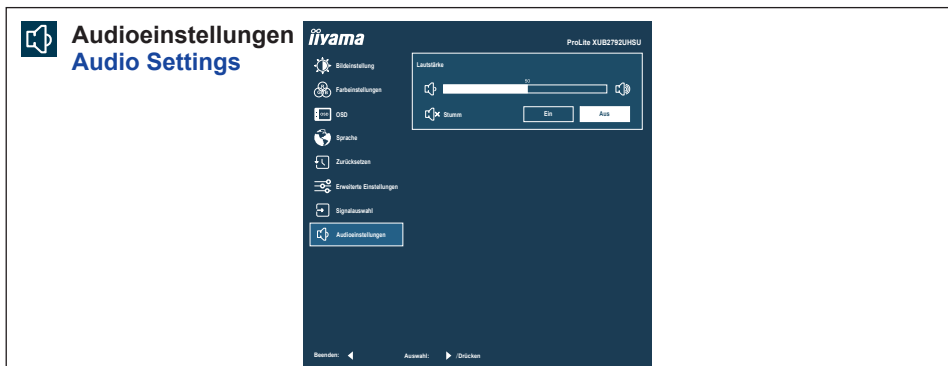 Audioeinstellungen
Audio Settings
iiyama
ProLite XUB2792UHSU
Bildeinstellung
Farbeinstellungen
OSD
Sprache
Zurücksetzen
Erweiterte Einstellungen
Signalauswahl
Audioeinstellungen
Lautstärke
50
Stumm Ein Aus
Beenden: Auswahl: /Drücken